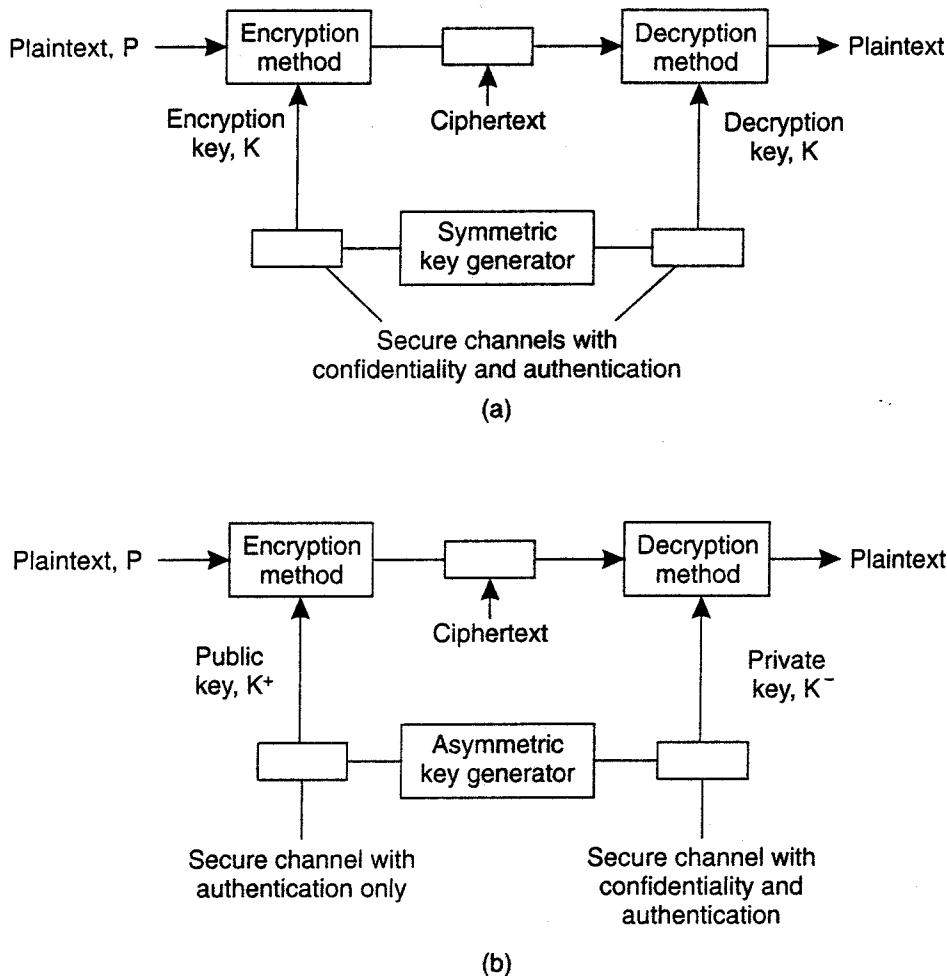 Plaintext, P
Encryption
method
Decryption
method
Plaintext
Ciphertext
Encryption
key, K
Decryption
key, K
Symmetric
key generator
Secure channels with
confidentiality and authentication
(a)
Plaintext, P
Encryption
method
Decryption
method
Plaintext
Ciphertext
Public
key, K⁺
Private
key, K⁻
Asymmetric
key generator
Secure channel with
authentication only
Secure channel with
confidentiality and
authentication
(b)